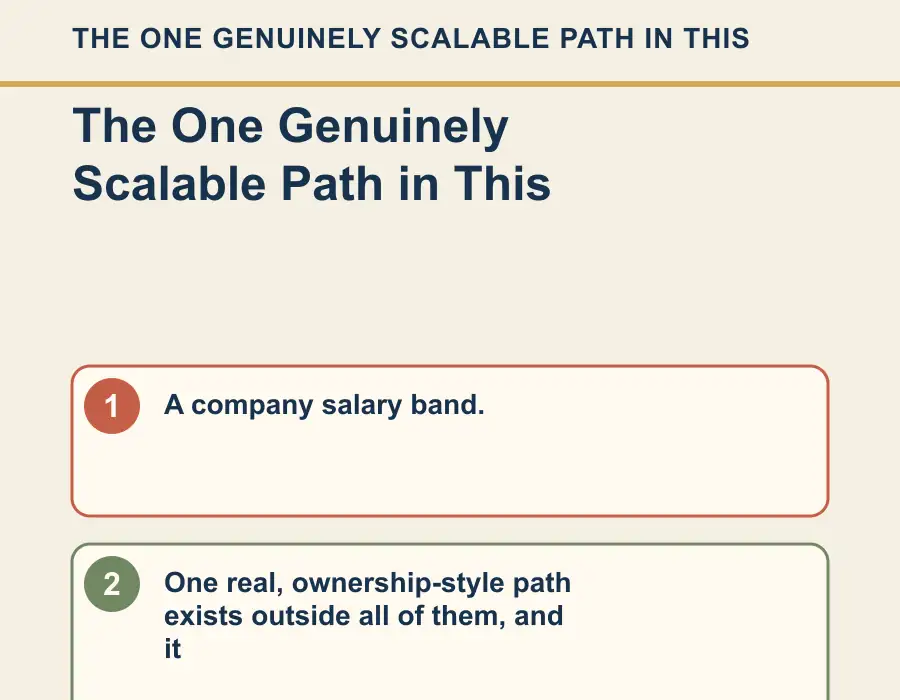 THE ONE GENUINELY SCALABLE PATH IN THIS
The One Genuinely
Scalable Path in This
1
A company salary band.
2
One real, ownership-style path
exists outside all of them, and
it